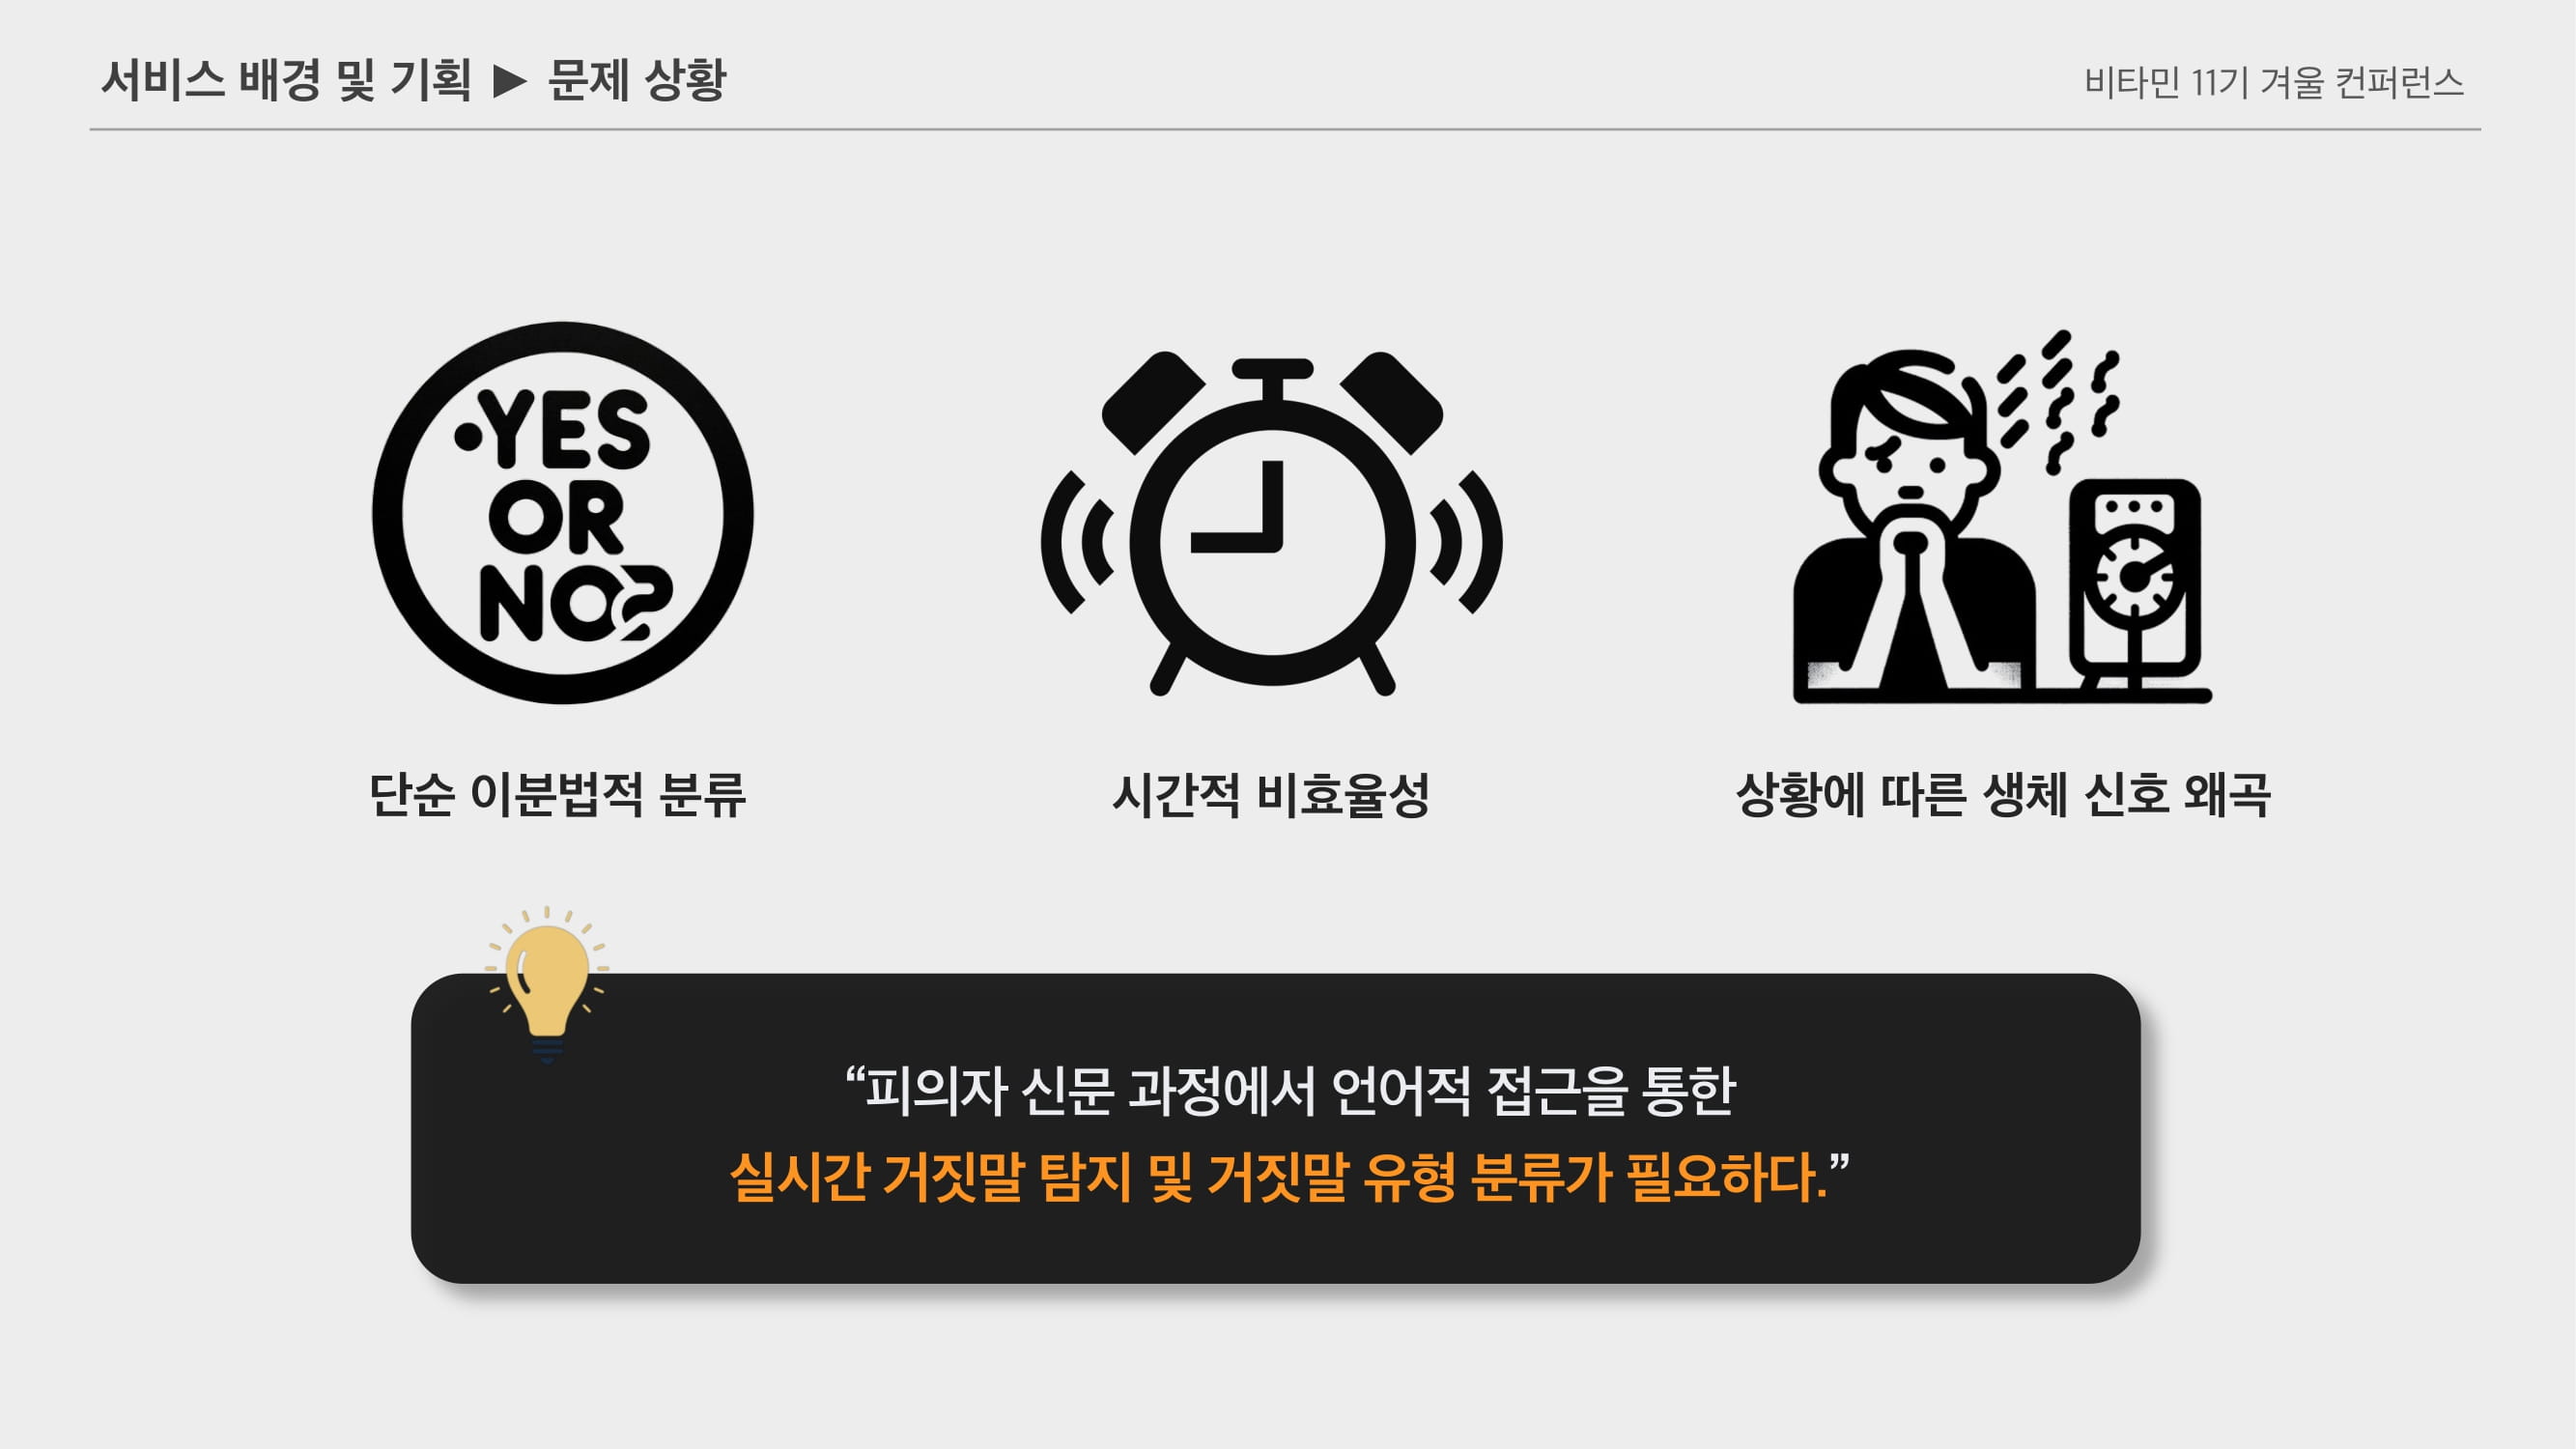 서비스 배경 및 기획 ▶ 문제 상황
비타민 11기 겨울 컨퍼런스
YES
OR
NO?
단순 이분법적 분류
시간적 비효율성
상황에 따른 생체 신호 왜곡
“피의자 신문 과정에서 언어적 접근을 통한
실시간 거짓말 탐지 및 거짓말 유형 분류가 필요하다.”